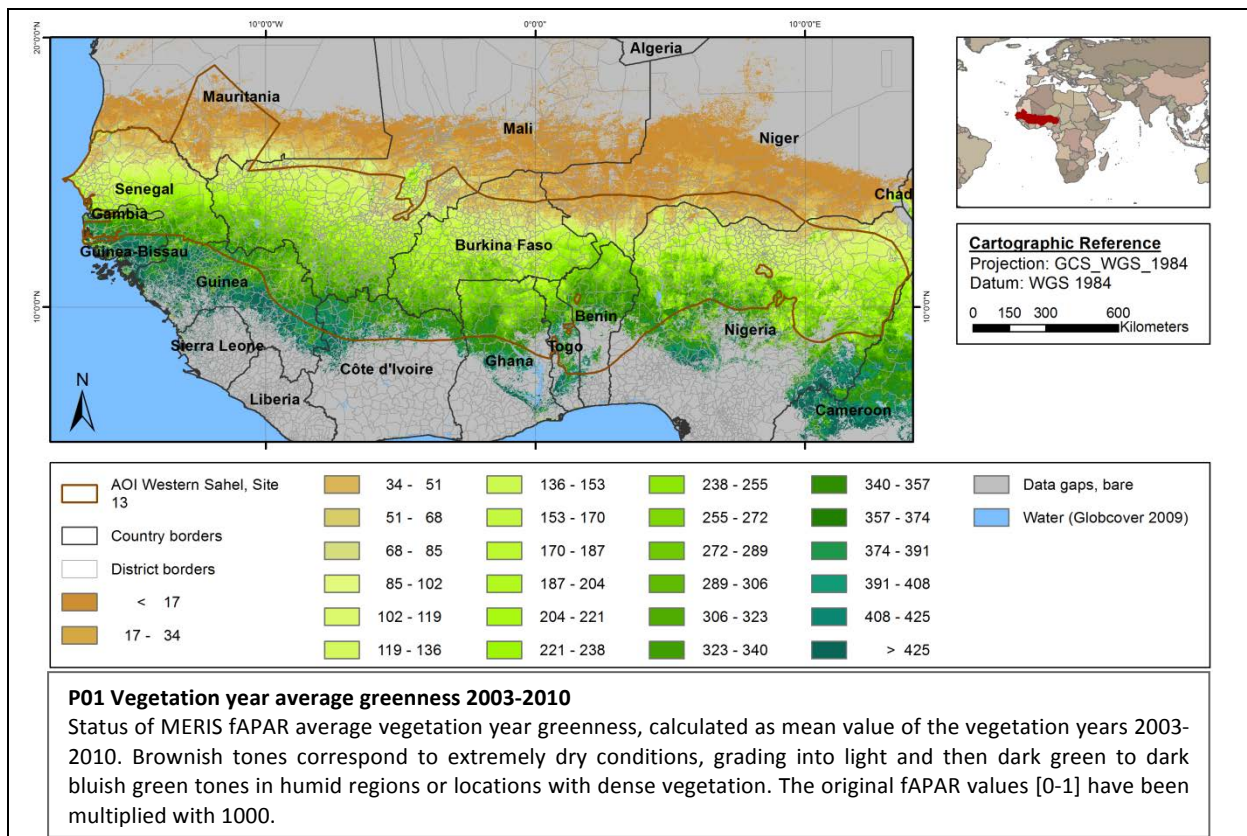 10°0'0"W 0°0'0" 10°0'0"E
20°0'0"N
Algeria
Mauritania
Mali
Niger
Chad
Senegal
Gambia
Burkina Faso
Guinea-Bissau
Guinea
10°0'0"N
10°0'0"N
Benin
Nigeria
Sierra Leone
Togo
Ghana
Côte d'Ivoire
N
Liberia
Cameroon
Cartographic Reference
Projection: GCS_WGS_1984
Datum: WGS 1984
0 150 300 600
Kilometers
AOI Western Sahel, Site
13
Country borders
District borders
< 17
17 - 34
34 - 51
51 - 68
68 - 85
85 - 102
102 - 119
119 - 136
136 - 153
153 - 170
170 - 187
187 - 204
204 - 221
221 - 238
238 - 255
255 - 272
272 - 289
289 - 306
306 - 323
323 - 340
340 - 357
357 - 374
374 - 391
391 - 408
408 - 425
> 425
Data gaps, bare
Water (Globcover 2009)
P01 Vegetation year average greenness 2003-2010
Status of MERIS fAPAR average vegetation year greenness, calculated as mean value of the vegetation years 2003-
2010. Brownish tones correspond to extremely dry conditions, grading into light and then dark green to dark
bluish green tones in humid regions or locations with dense vegetation. The original fAPAR values [0-1] have been
multiplied with 1000.